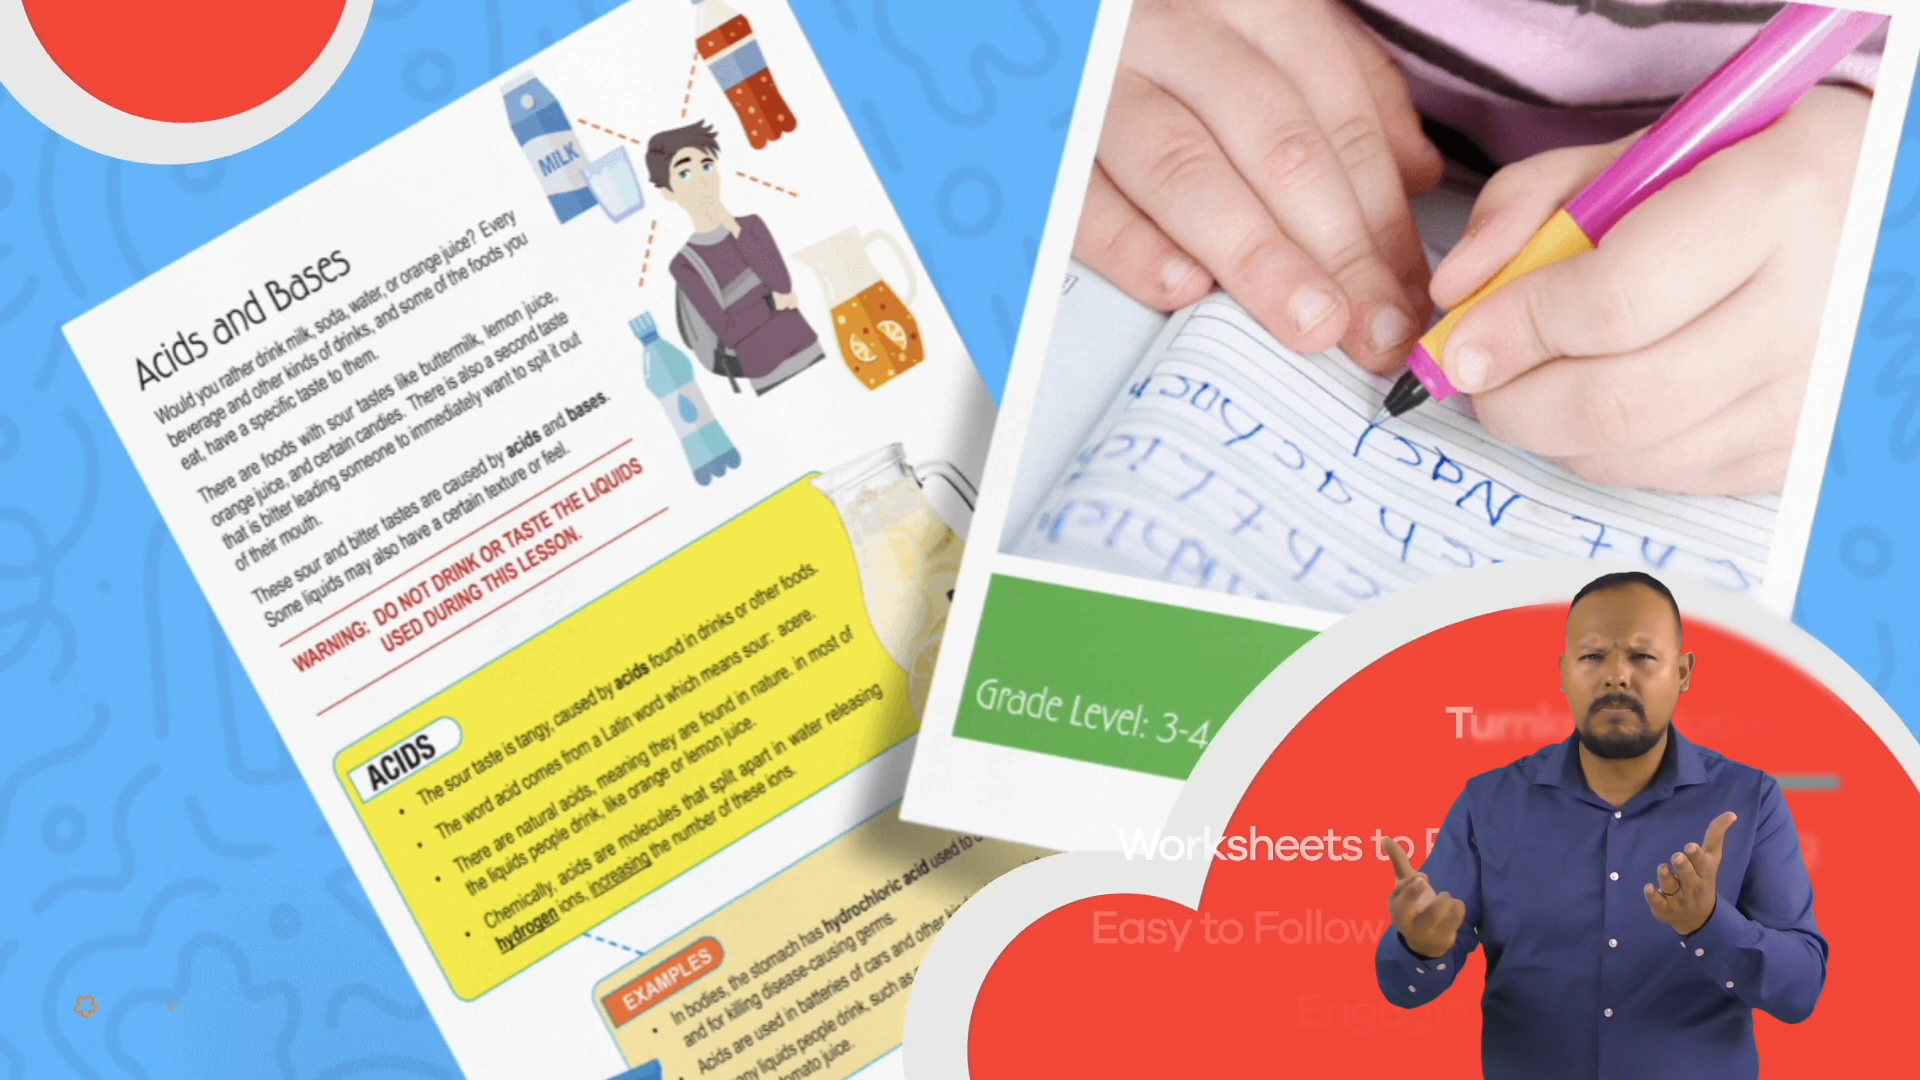 MILK
Acids and Bases
Would you rather drink milk, soda, water, or orange juice? Every
beverage and other kinds of drinks, and some of the foods you
eat, have a specific taste to them.
There are foods with sour tastes like buttermilk, lemon juice,
orange juice, and certain candies. There is also a second taste
that is bitter leading someone to immediately want to spit it out
of their mouth.
These sour and bitter tastes are caused by acids and bases.
Some liquids may also have a certain texture or feel.
WARNING: DO NOT DRINK OR TASTE THE LIQUIDS
USED DURING THIS LESSON.
ACIDS
• The sour taste is tangy, caused by acids found in drinks or other foods.
• The word acid comes from a Latin word which means sour: acere.
• There are natural acids, meaning they are found in nature. in most of
the liquids people drink, like orange or lemon juice.
• Chemically, acids are molecules that split apart in water releasing
hydrogen ions, increasing the number of these ions.
EXAMPLES
• In bodies, the stomach has hydrochloric acid used to
and for killing disease-causing germs.
• Acids are used in batteries of cars and other
many liquids people drink, such as
tomato juice.
Grade Level: 3-4
Worksheets to
Easy to Follow